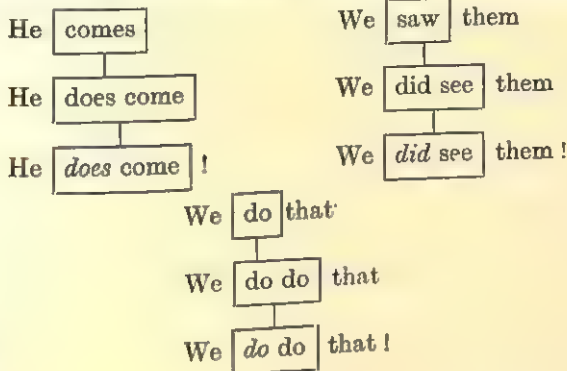 He comes
He does come
He does come !
We saw them
We did see them
We did see them !
We do that
We do do that
We do do that !